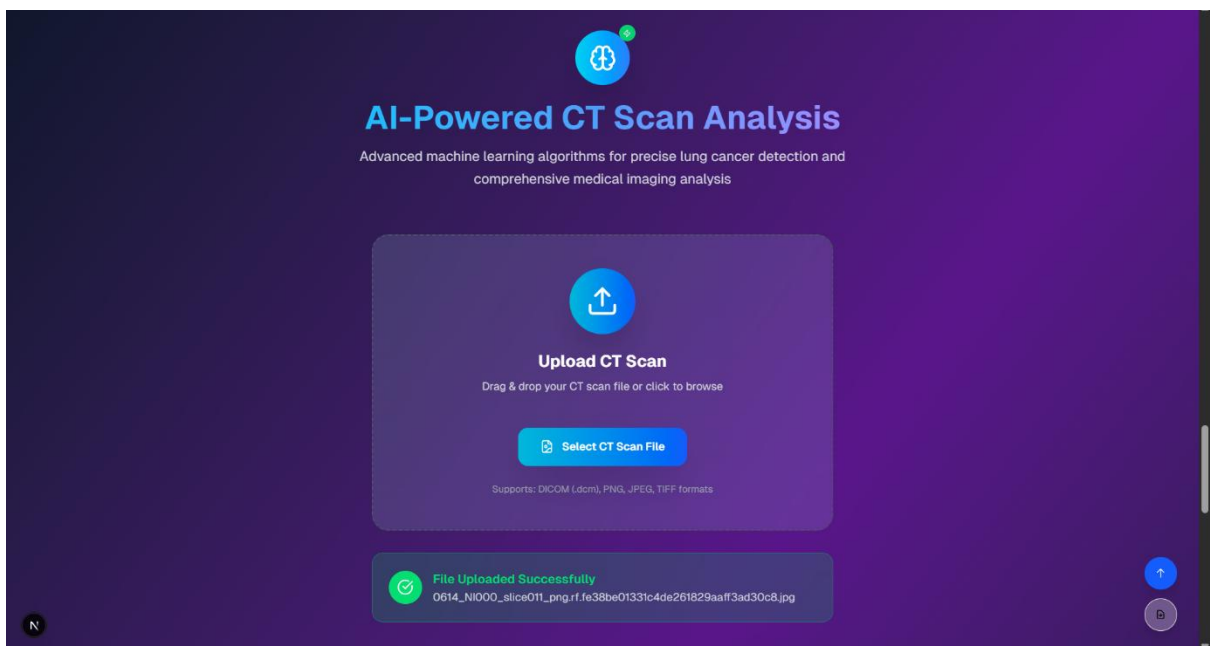 AI-Powered CT Scan Analysis
Advanced machine learning algorithms for precise lung cancer detection and
comprehensive medical imaging analysis
Upload CT Scan
Drag & drop your CT scan file or click to browse
Select CT Scan File
Supports: DICOM (.dcm), PNG, JPEG, TIFF formats
File Uploaded Successfully
0614_NI000_slice011_png.rf.fe38be01331c4de261829aaff3ad30c8.jpg
N